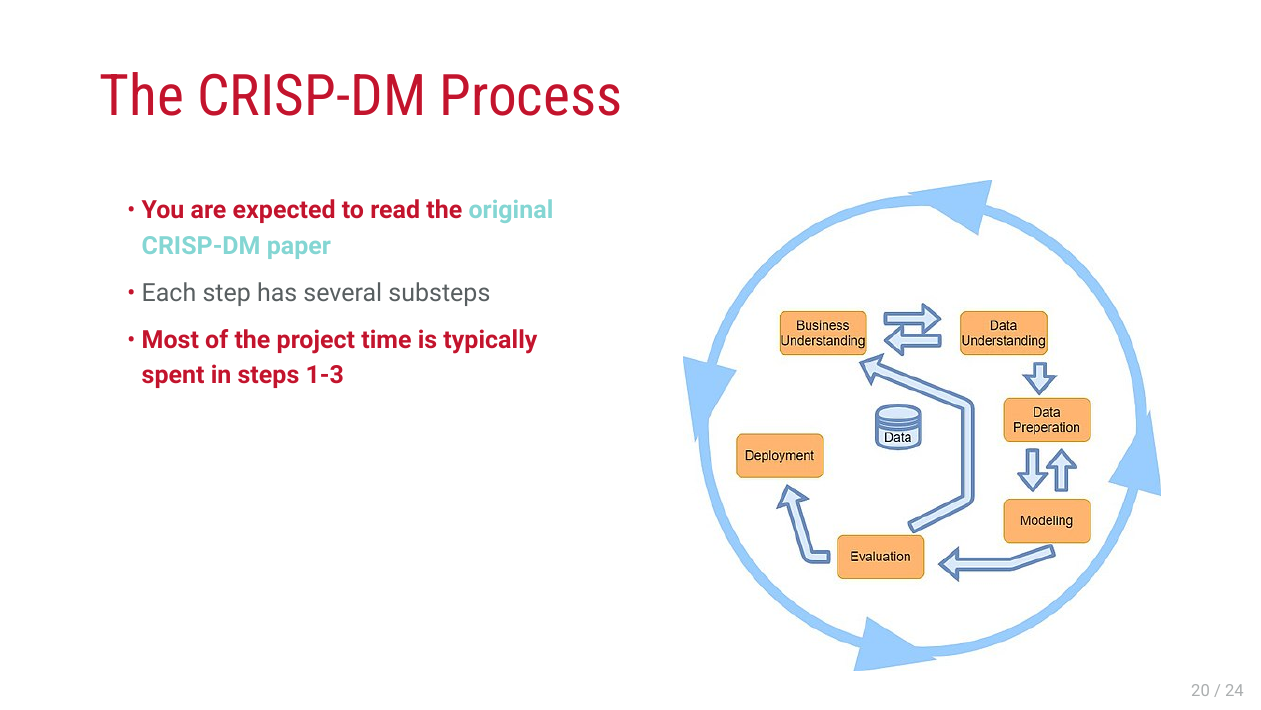 The CRISP-DM Process
• You are expected to read the original
CRISP-DM paper
• Each step has several substeps
• Most of the project time is typically
spent in steps 1-3
Business
Understanding
Data
Understanding
Data
Preperation
Data
Deployment
Modeling
Evaluation
20 / 24